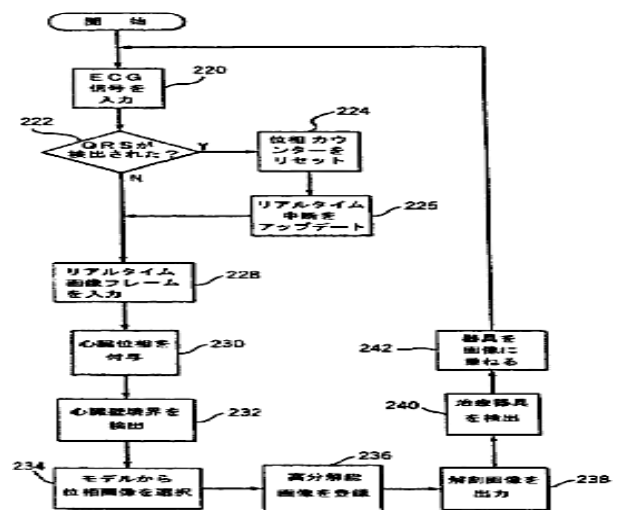 開始
ECG
信号を
入力
220
222
QRSが
検出された?
Y
N
224
位相カウ
ンターを
リセット
リアルタイム
中断を
アップデート
225
リアルタイム
画像フレーム
を入力
228
心臓位相を
付与
230
心臓壁境界を
検出
232
234
モデルから
位相画像を選択
236
高分解能
画像を登録
解剖画像を
出力
238
240
治療器具
を検出
242
器具を
画像に
重ねる